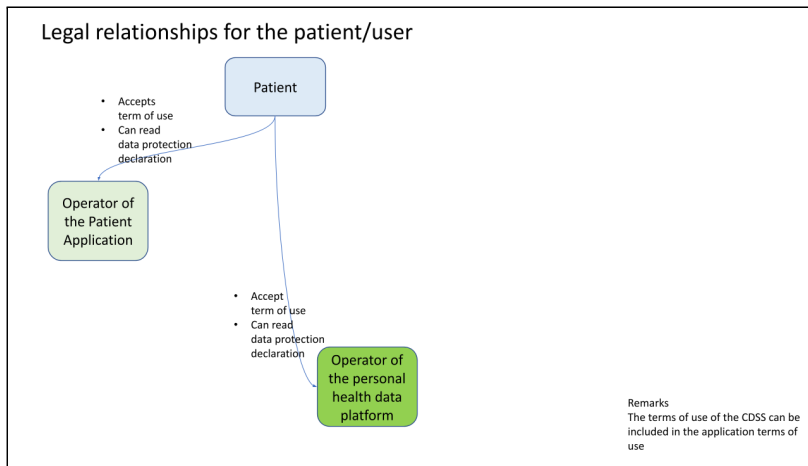 Legal relationships for the patient/user
Patient
• Accepts
term of use
• Can read
data protection
declaration
Operator of
the Patient
Application
• Accept
term of use
• Can read
data protection
declaration
Operator of
the personal
health data
platform
Remarks
The terms of use of the CDSS can be
included in the application terms of
use